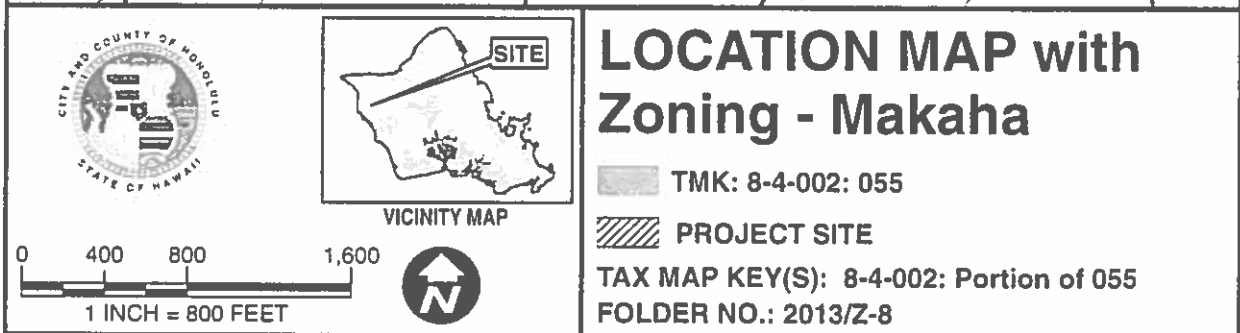 CITY AND COUNTY OF HONOLULU
STATE OF HAWAII
SITE
VICINITY MAP
0 400 800 1,600
1 INCH = 800 FEET
N
LOCATION MAP with
Zoning - Makaha
TMK: 8-4-002: 055
PROJECT SITE
TAX MAP KEY(S): 8-4-002: Portion of 055
FOLDER NO.: 2013/Z-8